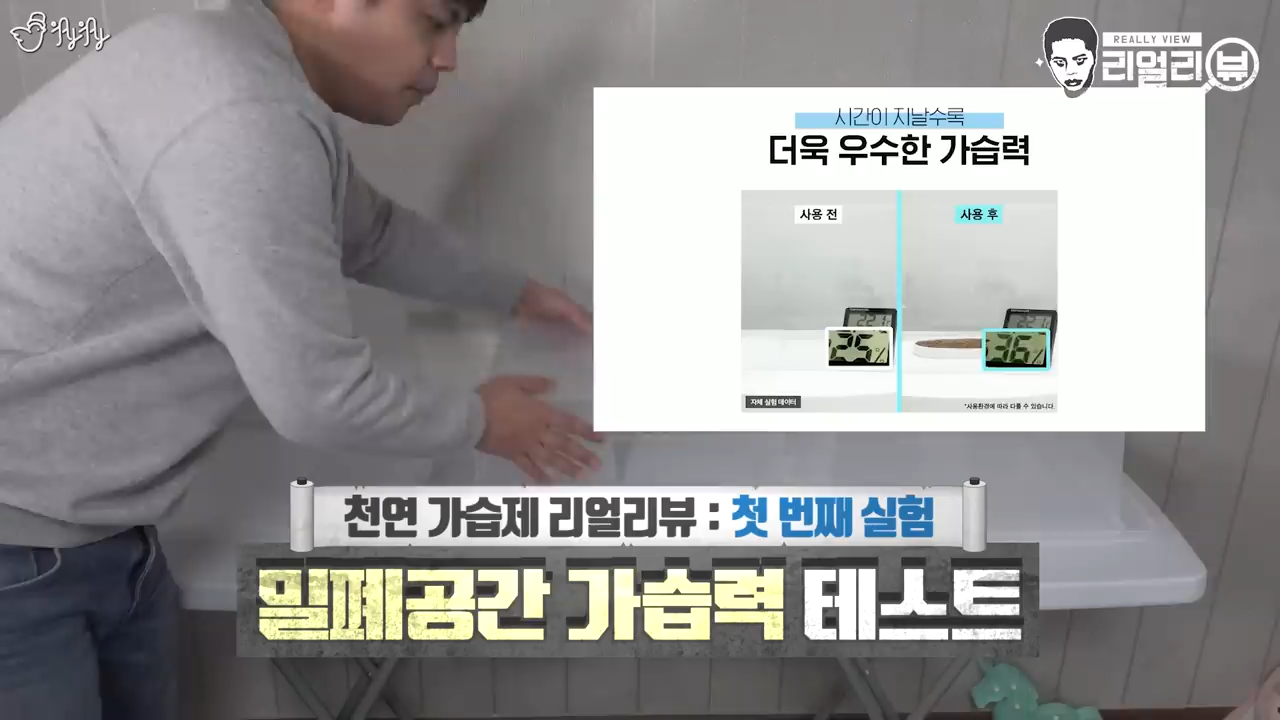 REALLY VIEW
리얼리뷰
시간이 지날수록
더욱 우수한 가습력
사용 전
사용 후
25%
36%
자체 실험 데이터
*사용환경에 따라 다를 수 있습니다.
천연 가습제 리얼리뷰 : 첫 번째 실험
밀폐공간 가습력 테스트